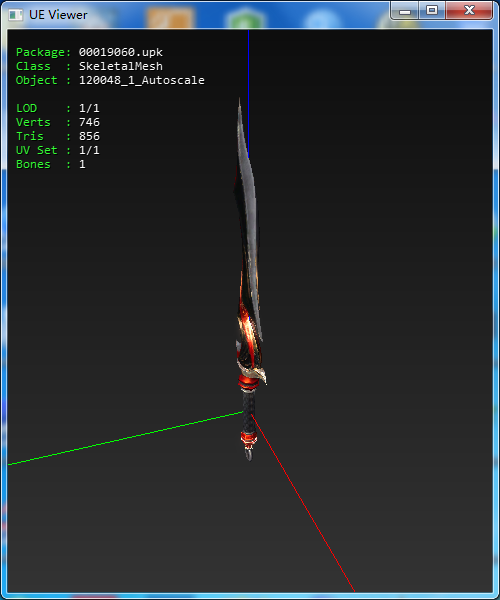 UE Viewer
Package: 00019060.upk
Class : SkeletalMesh
Object : 120048_1_Autoscale
LOD : 1/1
Verts : 746
Tris : 856
UV Set : 1/1
Bones : 1